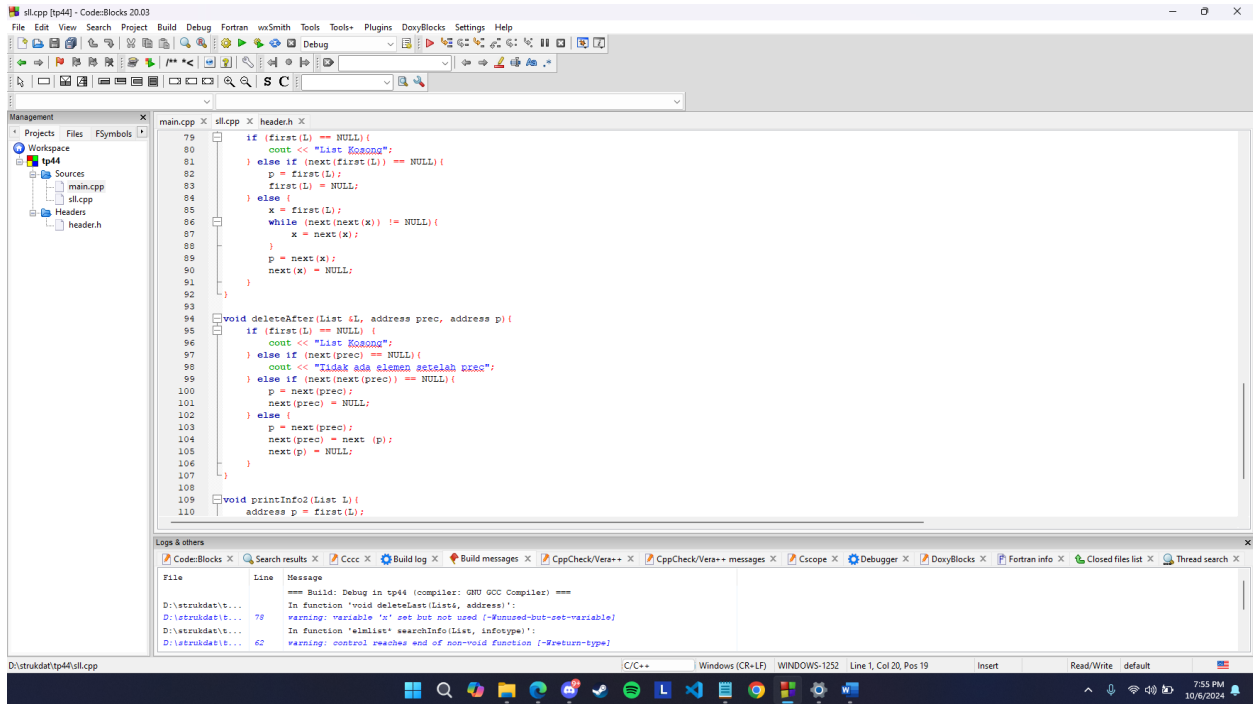 sll.cpp [tp44] - Code::Blocks 20.03
File Edit View Search Project Build Debug Fortran wxSmith Tools Tools+ Plugins DoxyBlocks Settings Help
Debug
/** *<
S C
Management
Projects Files FSymbols
Workspace
tp44
Sources
main.cpp
sll.cpp
Headers
header.h
main.cpp X sll.cpp X header.h X
79 if (first(L) == NULL){
80 cout << "List Kosong";
81 } else if (next(first(L)) == NULL){
82 p = first(L);
83 first(L) = NULL;
84 } else {
85 x = first(L);
86 while (next(next(x)) != NULL){
87 x = next(x);
88 }
89 p = next(x);
90 next(x) = NULL;
91 }
92 }
93
94 void deleteAfter(List &L, address prec, address p){
95 if (first(L) == NULL) {
96 cout << "List Kosong";
97 } else if (next(prec) == NULL){
98 cout << "Tidak ada elemen setelah prec";
99 } else if (next(next(prec)) == NULL){
100 p = next(prec);
101 next(prec) = NULL;
102 } else {
103 p = next(prec);
104 next(prec) = next (p);
105 next(p) = NULL;
106 }
107 }
108
109 void printInfo2(List L){
110 address p = first(L);
Logs & others
Code::Blocks X Search results X Cccc X Build log X Build messages X CppCheck/Vera++ X CppCheck/Vera++ messages X Cscope X Debugger X DoxyBlocks X Fortran info X Closed files list X Thread search X
File Line Message
=== Build: Debug in tp44 (compiler: GNU GCC Compiler) ===
D:\strukdat\t... In function 'void deleteLast(List&, address)':
D:\strukdat\t... 78 warning: variable 'x' set but not used [-Wunused-but-set-variable]
D:\strukdat\t... In function 'elmlist* searchInfo(List, infotype)':
D:\strukdat\t... 62 warning: control reaches end of non-void function [-Wreturn-type]
D:\strukdat\tp44\sll.cpp C/C++ Windows (CR+LF) WINDOWS-1252 Line 1, Col 20, Pos 19 Insert Read/Write default
7:55 PM
10/6/2024